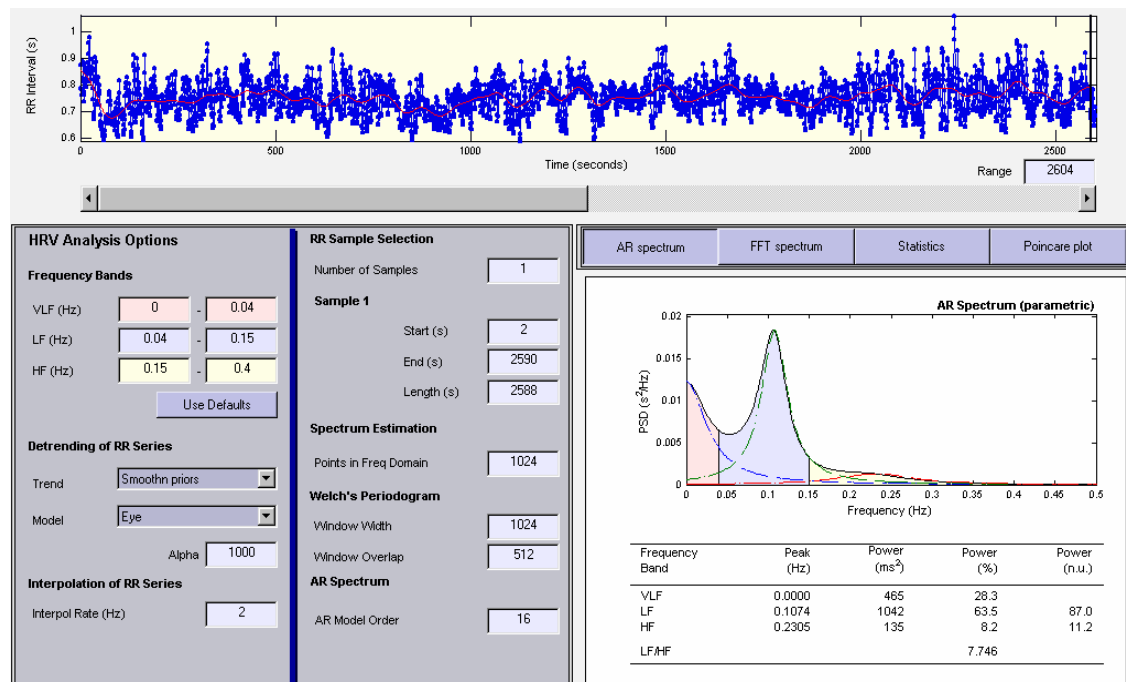 RR Interval (s)
1
0.9
0.8
0.7
0.6
0 500 1000 1500 2000 2500
Time (seconds)
Range 2604
HRV Analysis Options
Frequency Bands
VLF (Hz) 0 - 0.04
LF (Hz) 0.04 - 0.15
HF (Hz) 0.15 - 0.4
Use Defaults
Detrending of RR Series
Trend Smoothn priors
Model Eye
Alpha 1000
Interpolation of RR Series
Interpol Rate (Hz) 2
RR Sample Selection
Number of Samples 1
Sample 1
Start (s) 2
End (s) 2590
Length (s) 2588
Spectrum Estimation
Points in Freq Domain 1024
Welch's Periodogram
Window Width 1024
Window Overlap 512
AR Spectrum
AR Model Order 16
AR spectrum FFT spectrum Statistics Poincare plot
AR Spectrum (parametric)
PSD (s²/Hz)
0.02
0.015
0.01
0.005
0
0 0.05 0.1 0.15 0.2 0.25 0.3 0.35 0.4 0.45 0.5
Frequency (Hz)
Frequency Peak Power Power Power
Band (Hz) (ms²) (%) (n.u.)
VLF 0.0000 465 28.3
LF 0.1074 1042 63.5 87.0
HF 0.2305 135 8.2 11.2
LF/HF 7.746